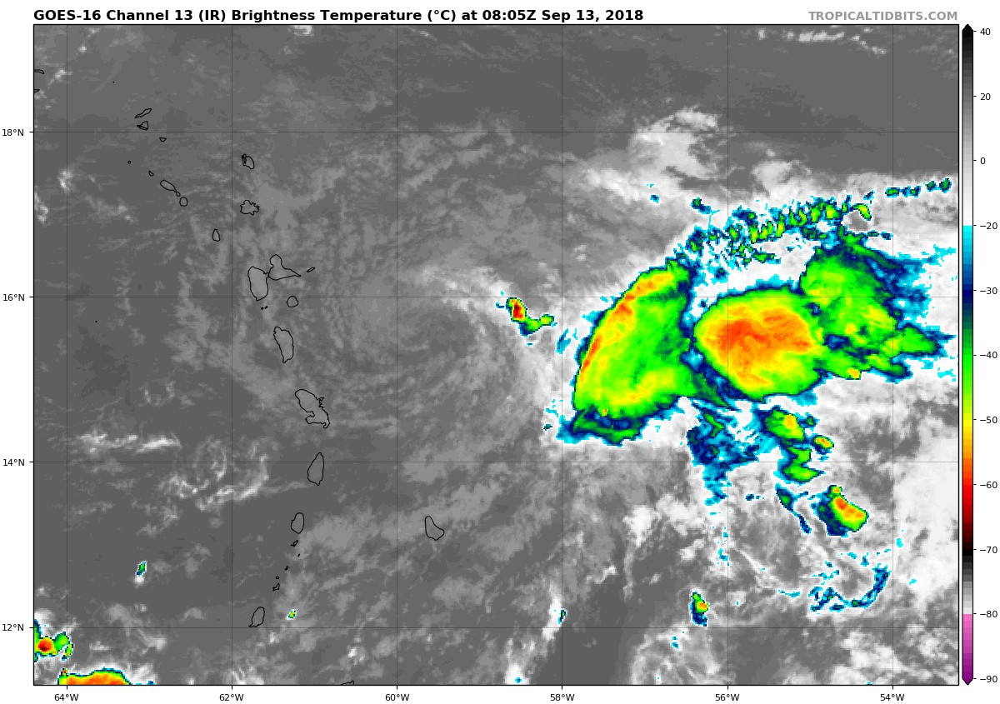 GOES-16 Channel 13 (IR) Brightness Temperature (°C) at 08:05Z Sep 13, 2018
TROPICALTIDBITS.COM
40
20
0
−20
−30
−40
−50
−60
−70
−80
−90
18°N
16°N
14°N
12°N
64°W
62°W
60°W
58°W
56°W
54°W